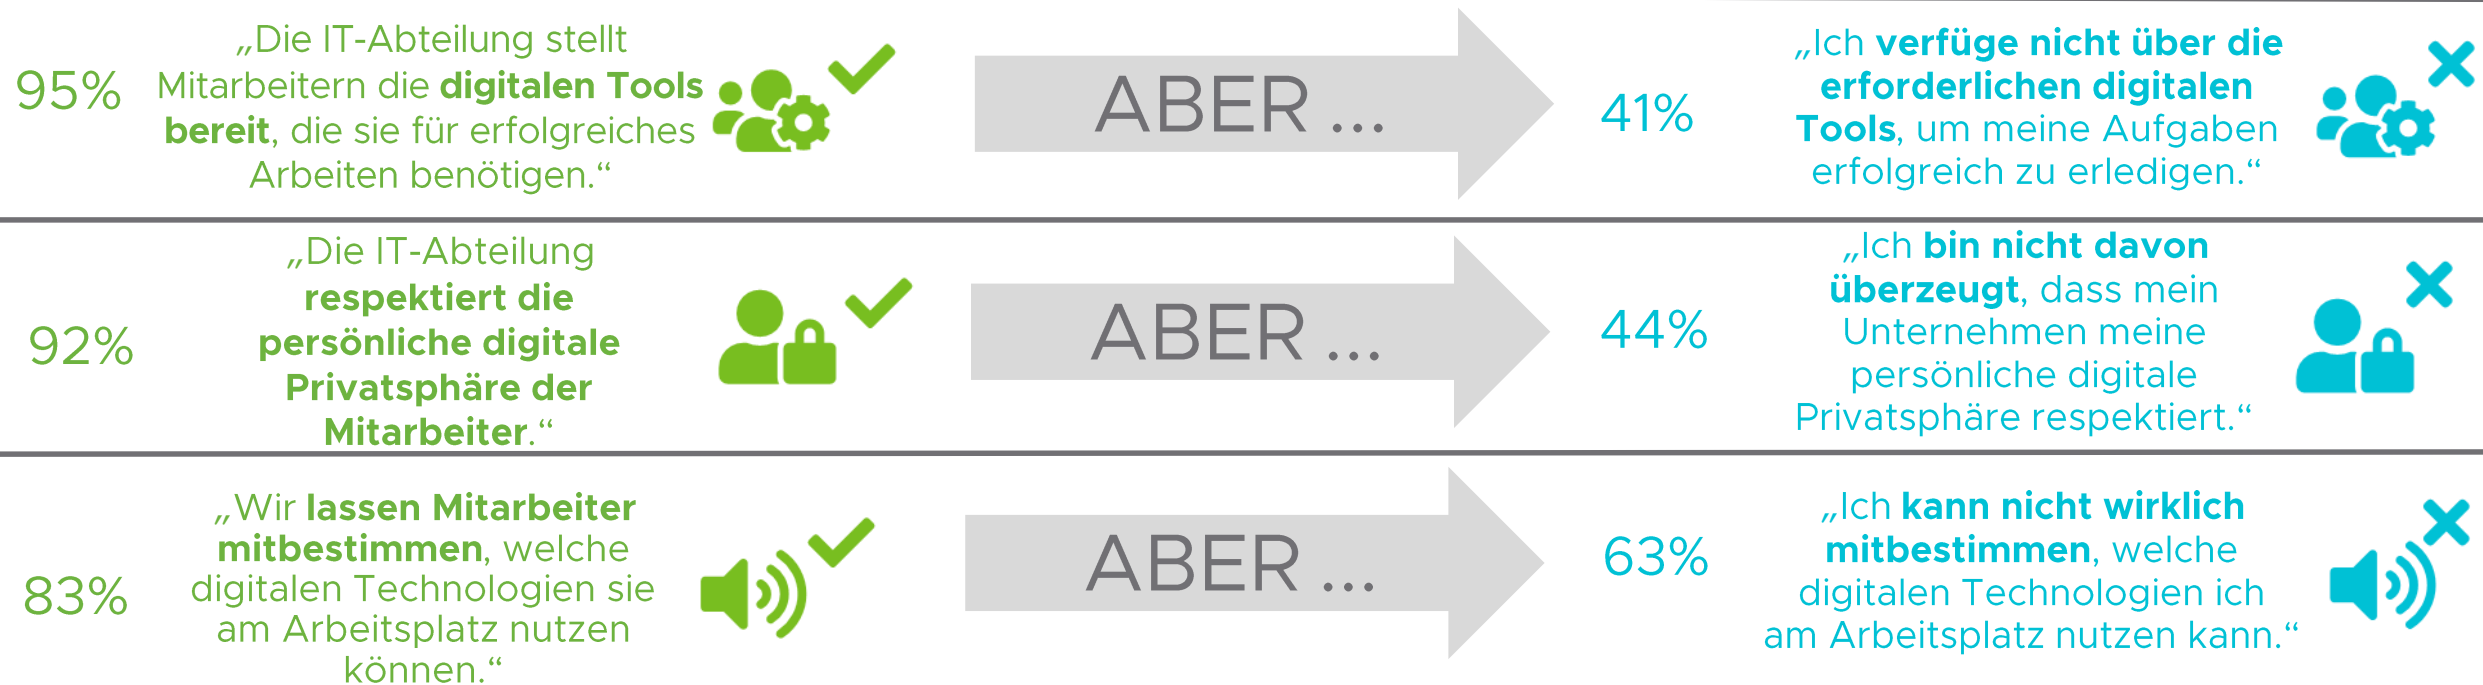 95%
„Die IT-Abteilung stellt
Mitarbeitern die digitalen Tools
bereit, die sie für erfolgreiches
Arbeiten benötigen.“
ABER ...
41%
„Ich verfüge nicht über die
erforderlichen digitalen
Tools, um meine Aufgaben
erfolgreich zu erledigen.“
92%
„Die IT-Abteilung
respektiert die
persönliche digitale
Privatsphäre der
Mitarbeiter.“
ABER ...
44%
„Ich bin nicht davon
überzeugt, dass mein
Unternehmen meine
persönliche digitale
Privatsphäre respektiert.“
83%
„Wir lassen Mitarbeiter
mitbestimmen, welche
digitalen Technologien sie
am Arbeitsplatz nutzen
können.“
ABER ...
63%
„Ich kann nicht wirklich
mitbestimmen, welche
digitalen Technologien ich
am Arbeitsplatz nutzen kann.“